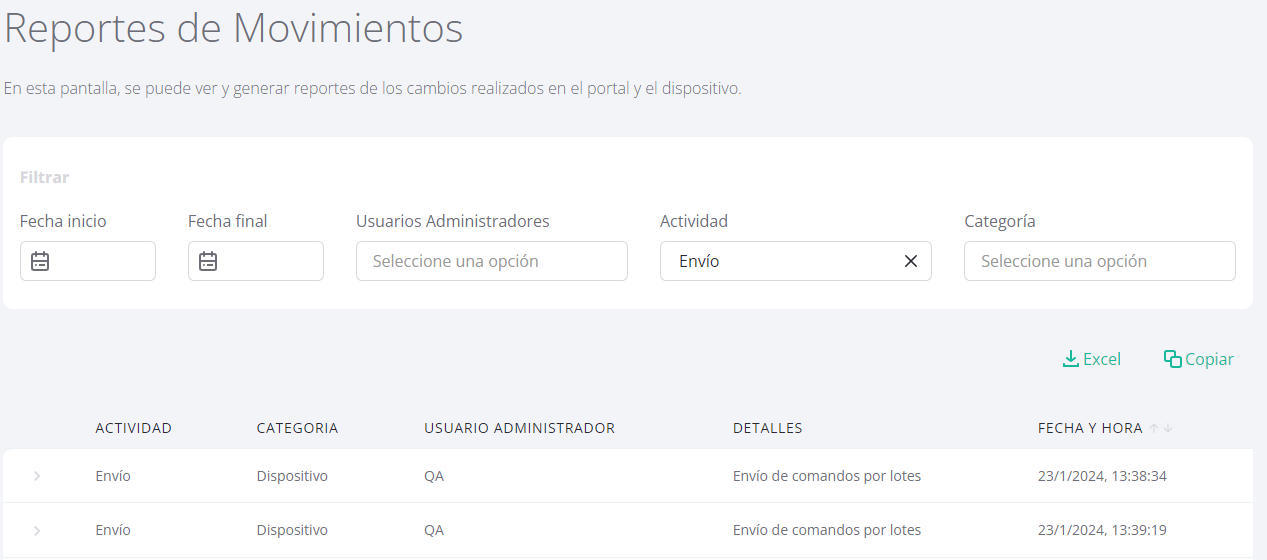 Reportes de Movimientos
En esta pantalla, se puede ver y generar reportes de los cambios realizados en el portal y el dispositivo.
Filtrar
Fecha inicio Fecha final Usuarios Administradores Actividad Categoría
Seleccione una opción Envío Seleccione una opción
Excel Copiar
ACTIVIDAD CATEGORIA USUARIO ADMINISTRADOR DETALLES FECHA Y HORA
Envío Dispositivo QA Envío de comandos por lotes 23/1/2024, 13:38:34
Envío Dispositivo QA Envío de comandos por lotes 23/1/2024, 13:39:19